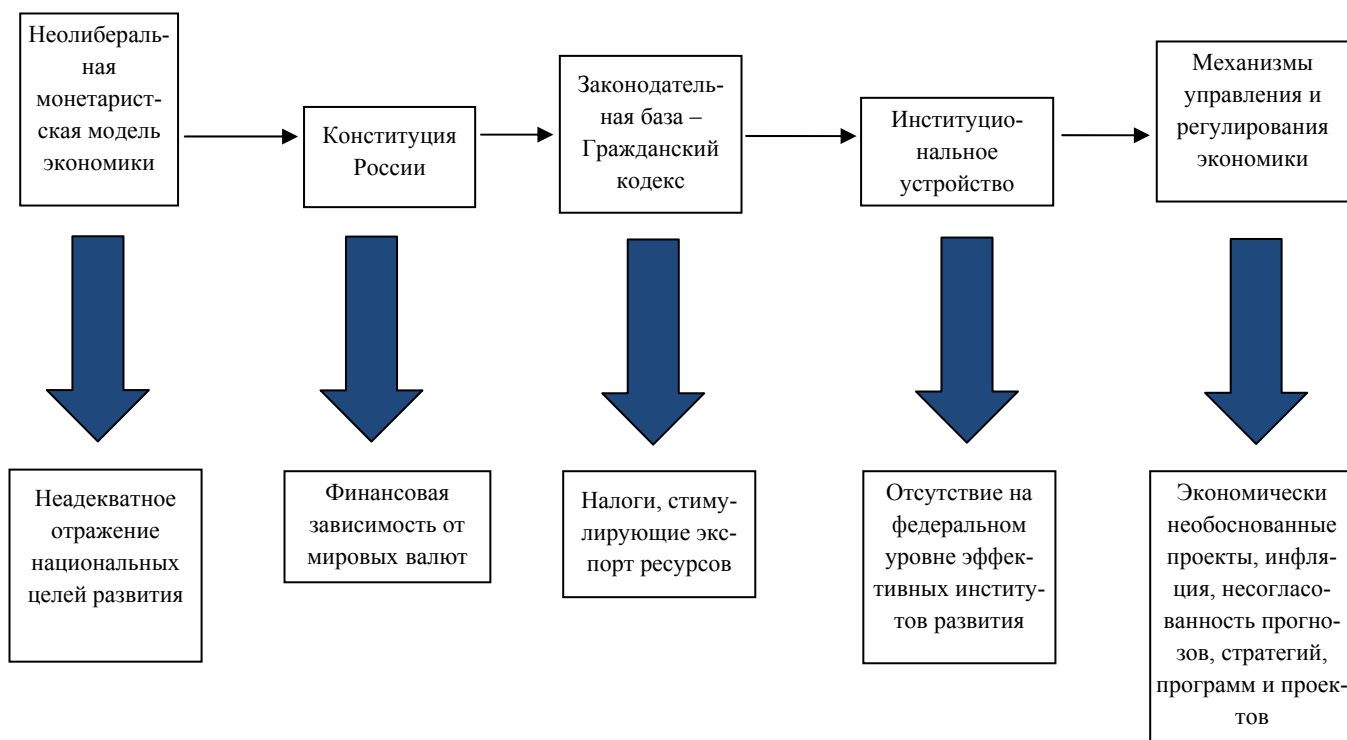 Неолибераль-
ная
монетарист-
ская модель
экономики
Конституция
России
Законодатель-
ная база –
Гражданский
кодекс
Институцио-
нальное
устройство
Механизмы
управления и
регулирования
экономики
Неадекватное
отражение
национальных
целей развития
Финансовая
зависимость от
мировых валют
Налоги, стиму-
лирующие экс-
порт ресурсов
Отсутствие на
федеральном
уровне эффек-
тивных институ-
тов развития
Экономически
необоснованные
проекты, инфля-
ция, несогласо-
ванность прогно-
зов, стратегий,
программ и проек-
тов